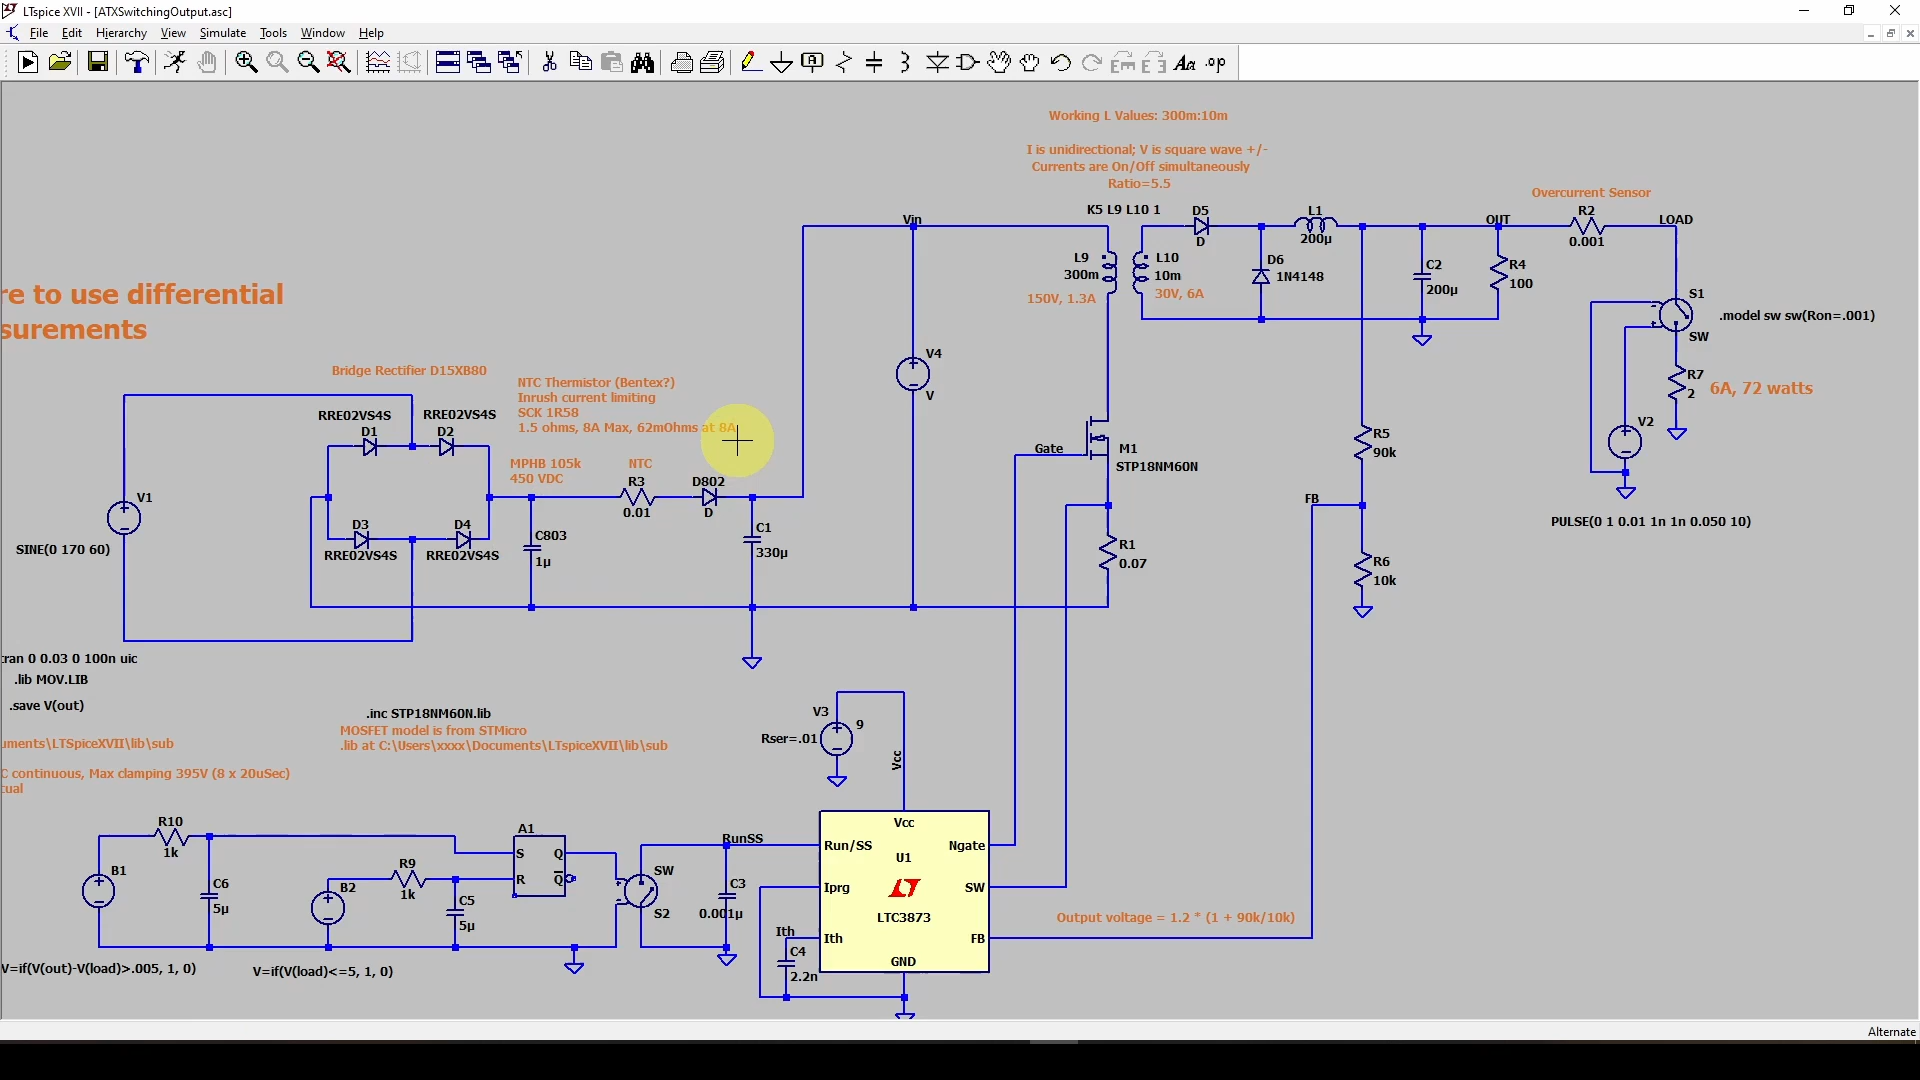 LTspice XVII - [ATXSwitchingOutput.asc]
File Edit Hierarchy View Simulate Tools Window Help
Aa .op
Working L Values: 300m:10m
I is unidirectional; V is square wave +/-
Currents are On/Off simultaneously
Ratio=5.5
K5 L9 L10 1
Overcurrent Sensor
Vin
D5
D
L1
200µ
OUT
R2
0.001
LOAD
L9
300m
150V, 1.3A
L10
10m
30V, 6A
D6
1N4148
C2
200µ
R4
100
S1
SW
.model sw sw(Ron=.001)
R7
2
6A, 72 watts
V2
PULSE(0 1 0.01 1n 1n 0.050 10)
re to use differential
surements
Bridge Rectifier D15XB80
RRE02VS4S
D1
RRE02VS4S
D2
NTC Thermistor (Bentex?)
Inrush current limiting
SCK 1R58
1.5 ohms, 8A Max, 62mOhms at 8A
V4
V
MPHB 105k
450 VDC
NTC
R3
0.01
D802
D
V1
SINE(0 170 60)
D3
RRE02VS4S
D4
RRE02VS4S
C803
1µ
C1
330µ
Gate
M1
STP18NM60N
R1
0.07
R5
90k
FB
R6
10k
tran 0 0.03 0 100n uic
.lib MOV.LIB
.save V(out)
.inc STP18NM60N.lib
MOSFET model is from STMicro
.lib at C:\Users\xxxx\Documents\LTspiceXVII\lib\sub
uments\LTSpiceXVII\lib\sub
C continuous, Max clamping 395V (8 x 20uSec)
tual
V3
9
Rser=.01
Vcc
R10
1k
B1
C6
5µ
B2
R9
1k
C5
5µ
A1
S
R
Q
Q
SW
S2
RunSS
C3
0.001µ
Ith
C4
2.2n
Vcc
Run/SS
U1
Ngate
Iprg
SW
LTC3873
Ith
FB
GND
Output voltage = 1.2 * (1 + 90k/10k)
V=if(V(out)-V(load)>.005, 1, 0)
V=if(V(load)<=5, 1, 0)
Alternate